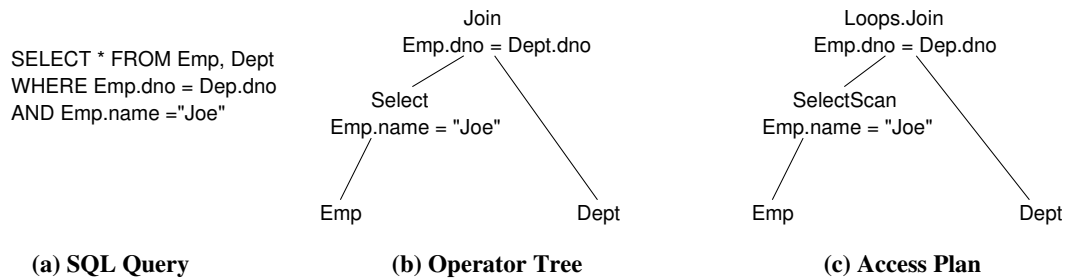 SELECT * FROM Emp, Dept
WHERE Emp.dno = Dep.dno
AND Emp.name ="Joe"
(a) SQL Query
Join
Emp.dno = Dept.dno
Select
Emp.name = "Joe"
Emp
Dept
(b) Operator Tree
Loops.Join
Emp.dno = Dep.dno
SelectScan
Emp.name = "Joe"
Emp
Dept
(c) Access Plan